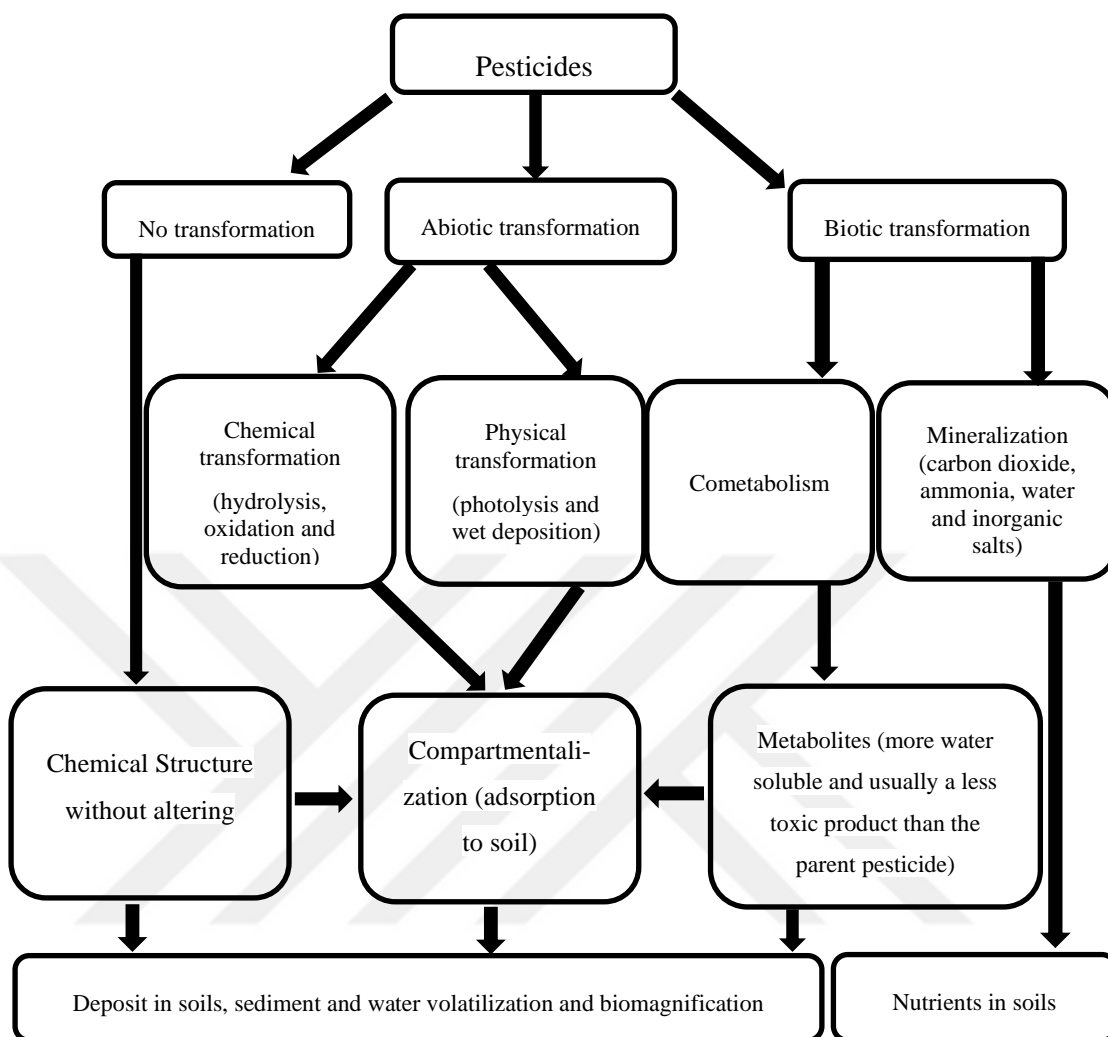 Pesticides
No transformation
Abiotic transformation
Biotic transformation
Chemical
transformation
(hydrolysis,
oxidation and
reduction)
Physical
transformation
(photolysis and
wet deposition)
Cometabolism
Mineralization
(carbon dioxide,
ammonia, water
and inorganic
salts)
Chemical Structure
without altering
Compartmentali-
zation (adsorption
to soil)
Metabolites (more water
soluble and usually a less
toxic product than the
parent pesticide)
Deposit in soils, sediment and water volatilization and biomagnification
Nutrients in soils